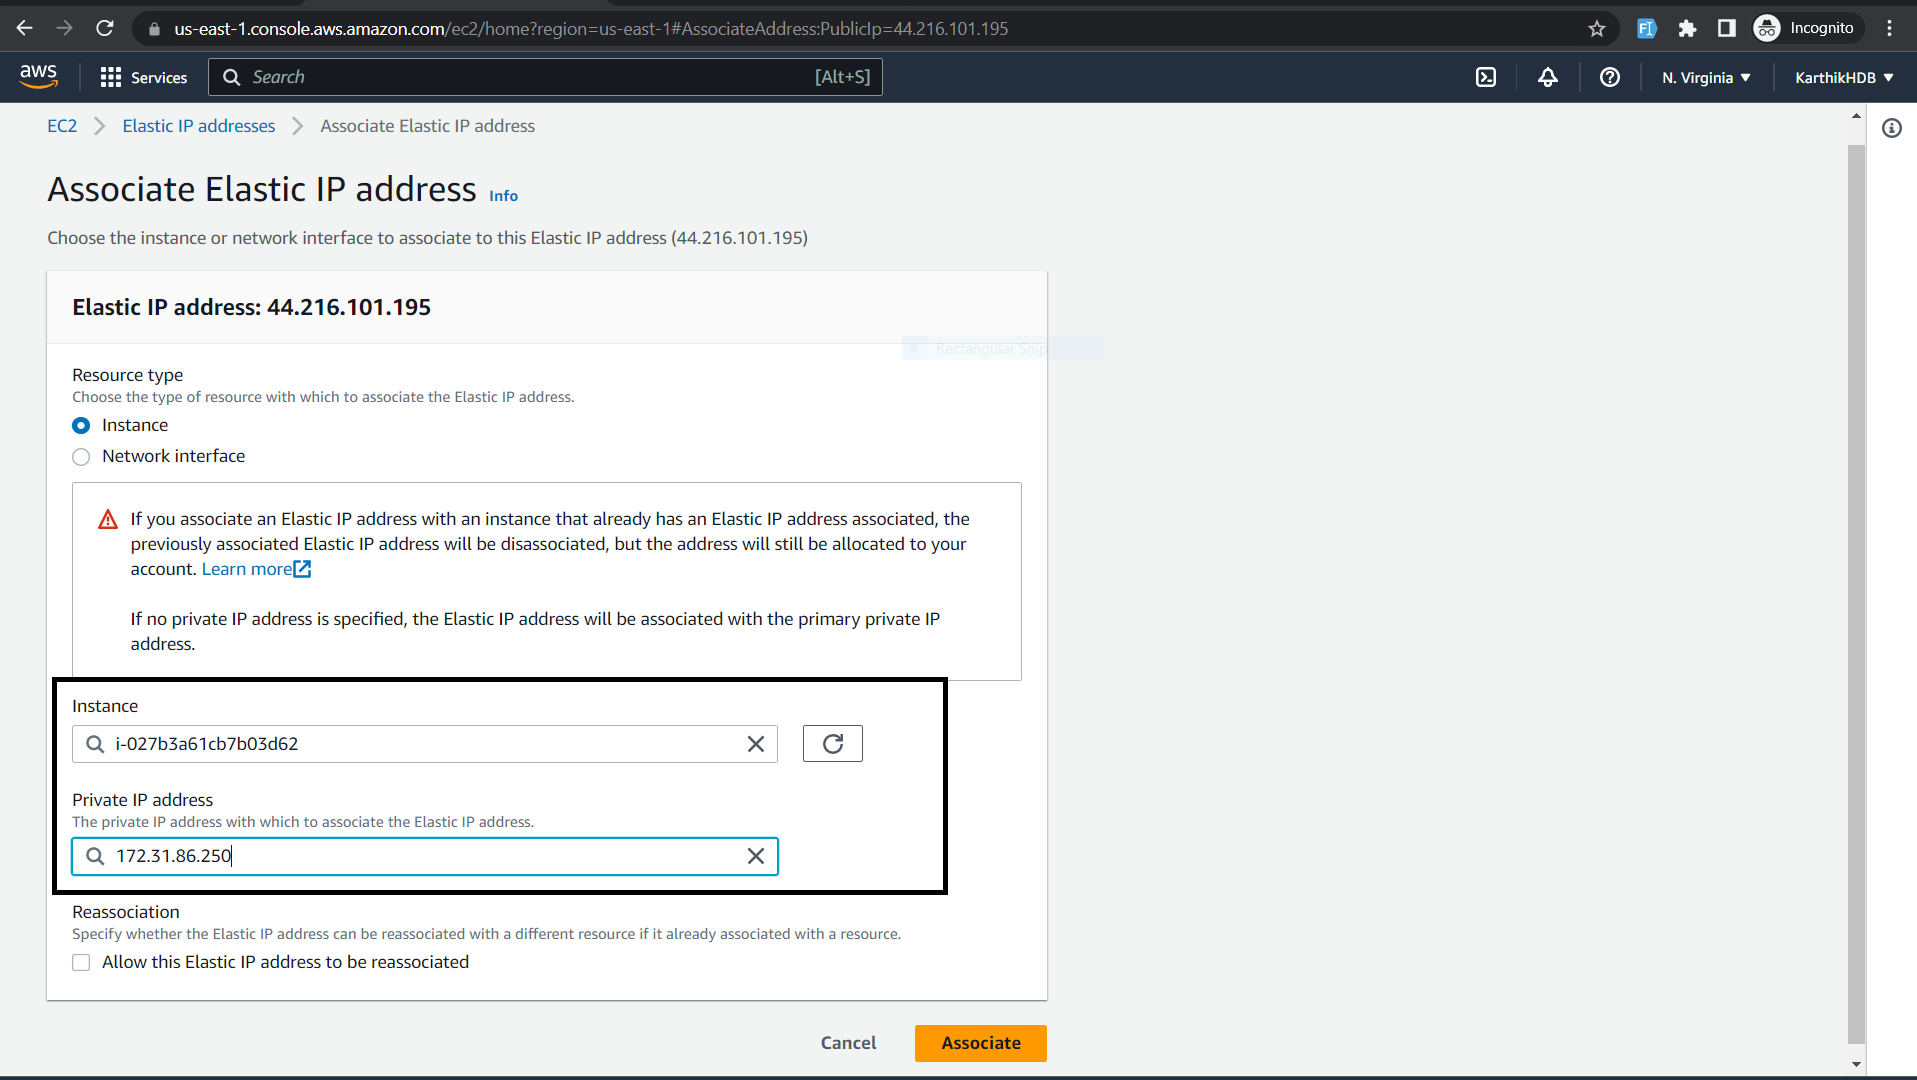 us-east-1.console.aws.amazon.com/ec2/home?region=us-east-1#AssociateAddress:PublicIp=44.216.101.195
Incognito
aws
Services
Search
[Alt+S]
N. Virginia
KarthikHDB
EC2
Elastic IP addresses
Associate Elastic IP address
Associate Elastic IP address Info
Choose the instance or network interface to associate to this Elastic IP address (44.216.101.195)
Elastic IP address: 44.216.101.195
Rectangular Snip
Resource type
Choose the type of resource with which to associate the Elastic IP address.
Instance
Network interface
If you associate an Elastic IP address with an instance that already has an Elastic IP address associated, the
previously associated Elastic IP address will be disassociated, but the address will still be allocated to your
account. Learn more
If no private IP address is specified, the Elastic IP address will be associated with the primary private IP
address.
Instance
i-027b3a61cb7b03d62
Private IP address
The private IP address with which to associate the Elastic IP address.
172.31.86.250
Reassociation
Specify whether the Elastic IP address can be reassociated with a different resource if it already associated with a resource.
Allow this Elastic IP address to be reassociated
Cancel
Associate